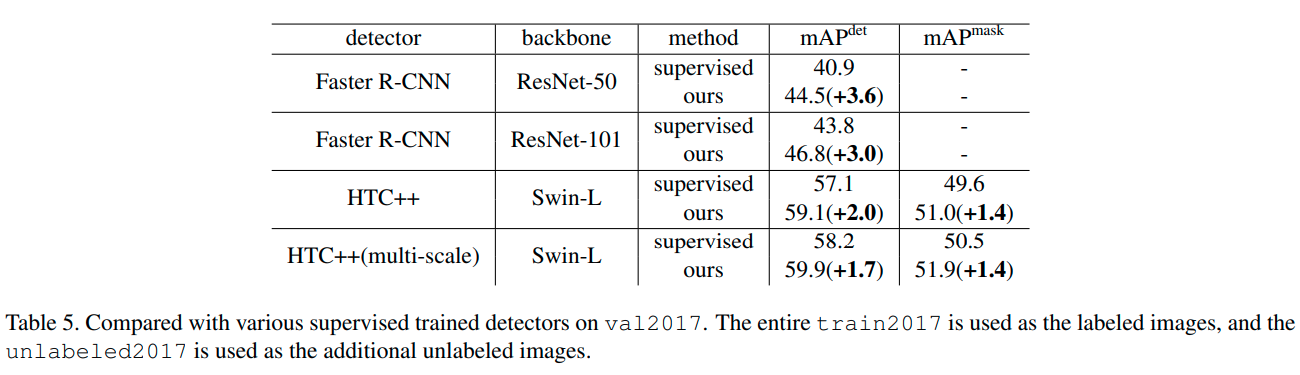 detector backbone method mAP^det mAP^mask
Faster R-CNN ResNet-50 supervised 40.9 -
ours 44.5(+3.6) -
Faster R-CNN ResNet-101 supervised 43.8 -
ours 46.8(+3.0) -
HTC++ Swin-L supervised 57.1 49.6
ours 59.1(+2.0) 51.0(+1.4)
HTC++(multi-scale) Swin-L supervised 58.2 50.5
ours 59.9(+1.7) 51.9(+1.4)
Table 5. Compared with various supervised trained detectors on val2017. The entire train2017 is used as the labeled images, and the
unlabeled2017 is used as the additional unlabeled images.